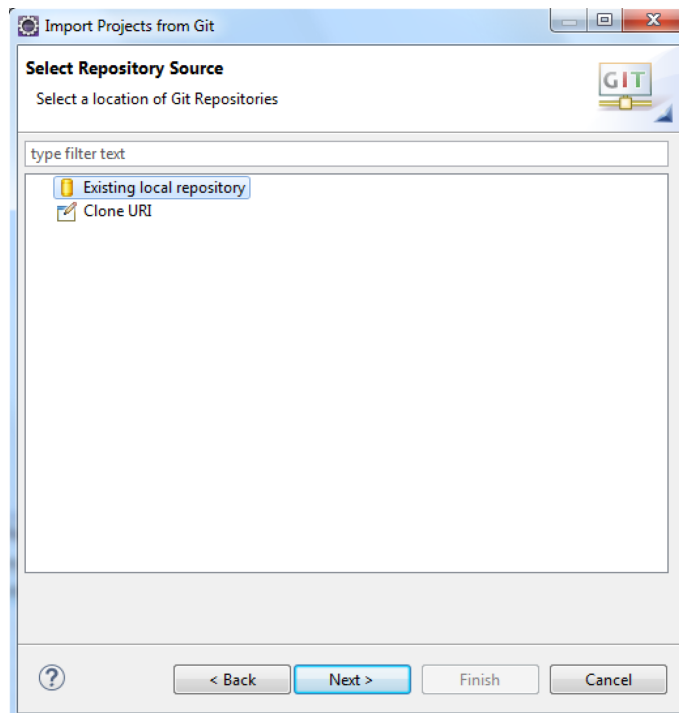 Import Projects from Git
Select Repository Source
Select a location of Git Repositories
GIT
type filter text
Existing local repository
Clone URI
?
< Back
Next >
Finish
Cancel